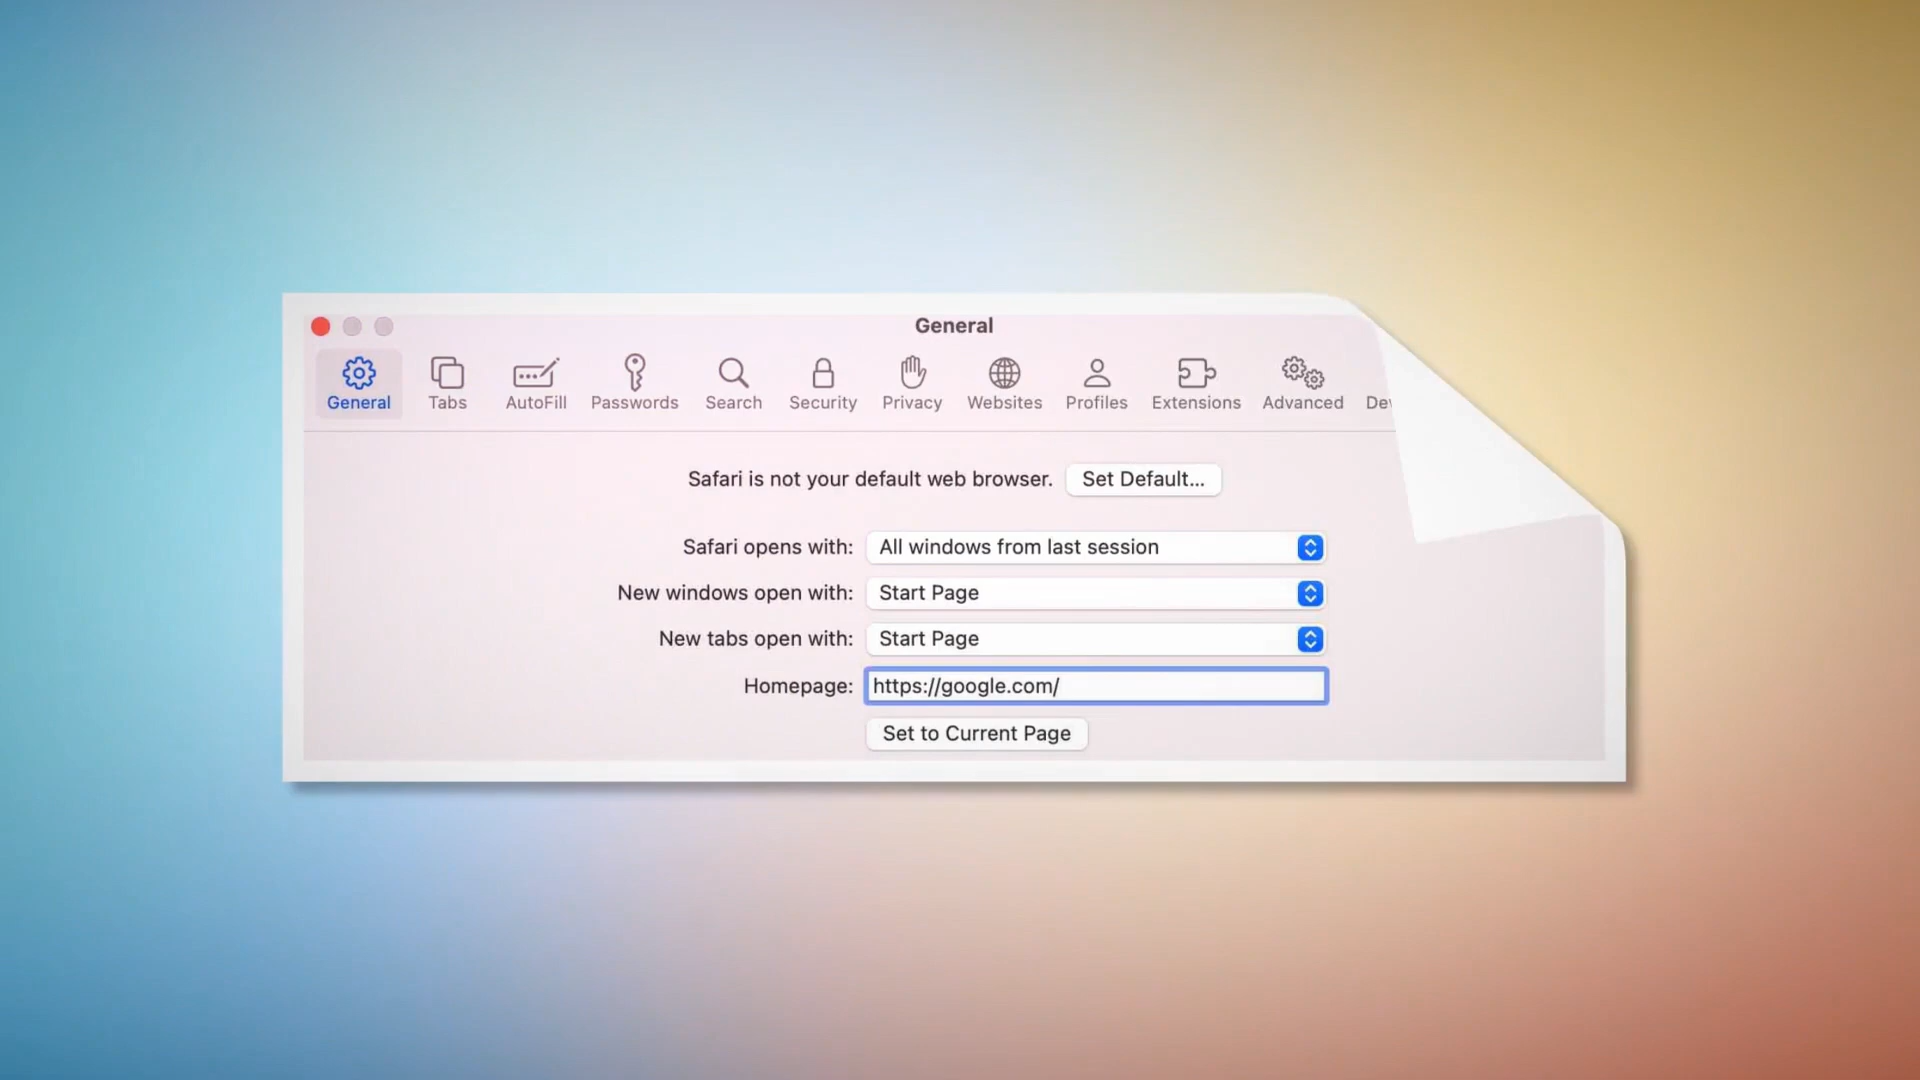 General
General Tabs AutoFill Passwords Search Security Privacy Websites Profiles Extensions Advanced
Safari is not your default web browser. Set Default...
Safari opens with: All windows from last session
New windows open with: Start Page
New tabs open with: Start Page
Homepage: https://google.com/
Set to Current Page